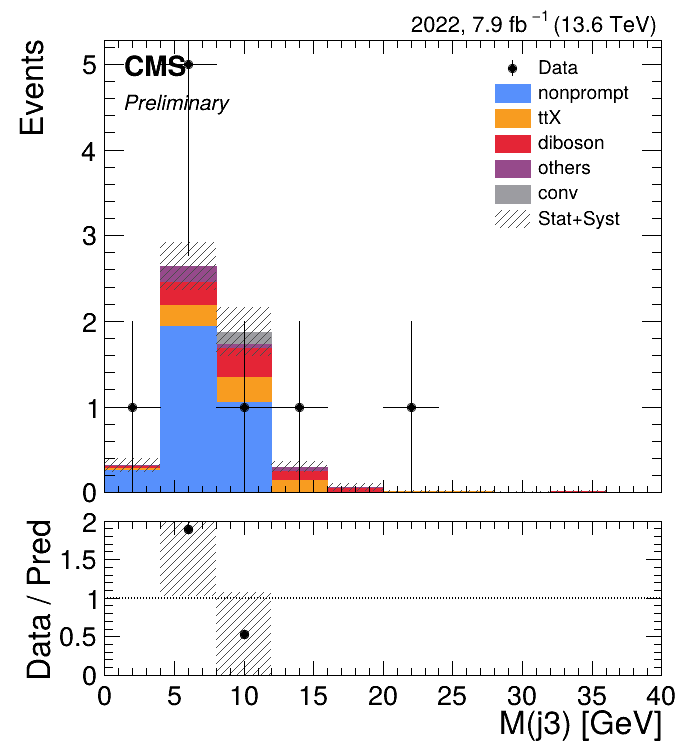 2022, 7.9 fb⁻¹ (13.6 TeV)
CMS
Preliminary
Events
5
4
3
2
1
0
Data
nonprompt
ttX
diboson
others
conv
Stat+Syst
Data / Pred
2
1.5
1
0.5
0
0 5 10 15 20 25 30 35 40
M(j3) [GeV]